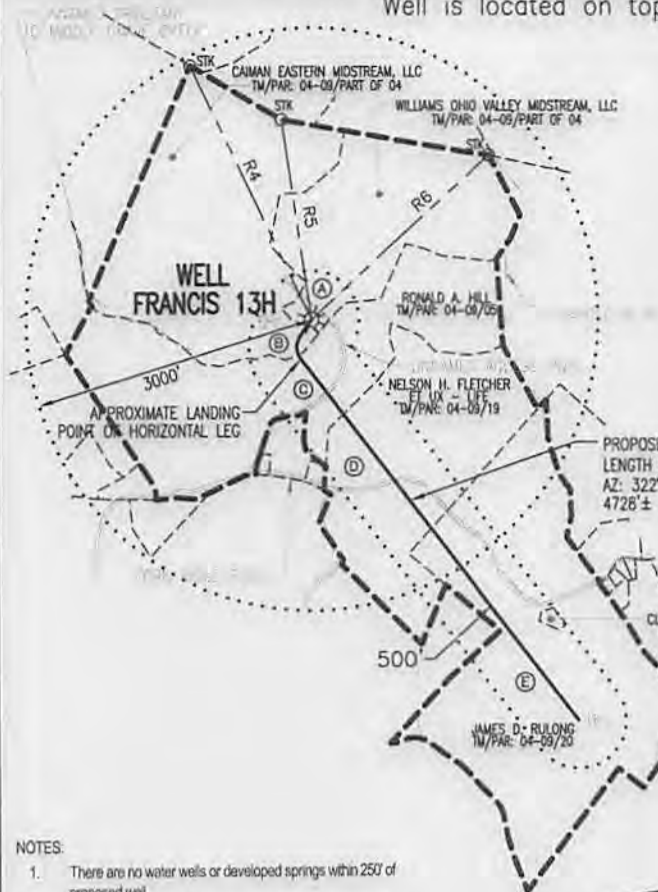 Well is located on top
STK
CAIMAN EASTERN MIDSTREAM, LLC
TM/PAR: 04-09/PART OF 04
STK
WILLIAMS OHIO VALLEY MIDSTREAM, LLC
TM/PAR: 04-09/PART OF 04
STK
R4
R5
R6
WELL
FRANCIS 13H
A
RONALD A. HILL
TM/PAR: 04-09/05
B
3000'
C
NELSON H. FLETCHER
ET UX - LIFE
TM/PAR: 04-09/19
APPROXIMATE LANDING
POINT OF HORIZONTAL LEG
D
PROPOSE
LENGTH
AZ: 322°
4728'±
CL
500'
E
JAMES D. RULONG
TM/PAR: 04-09/20
NOTES:
1. There are no water wells or developed springs within 250' of
proposed well